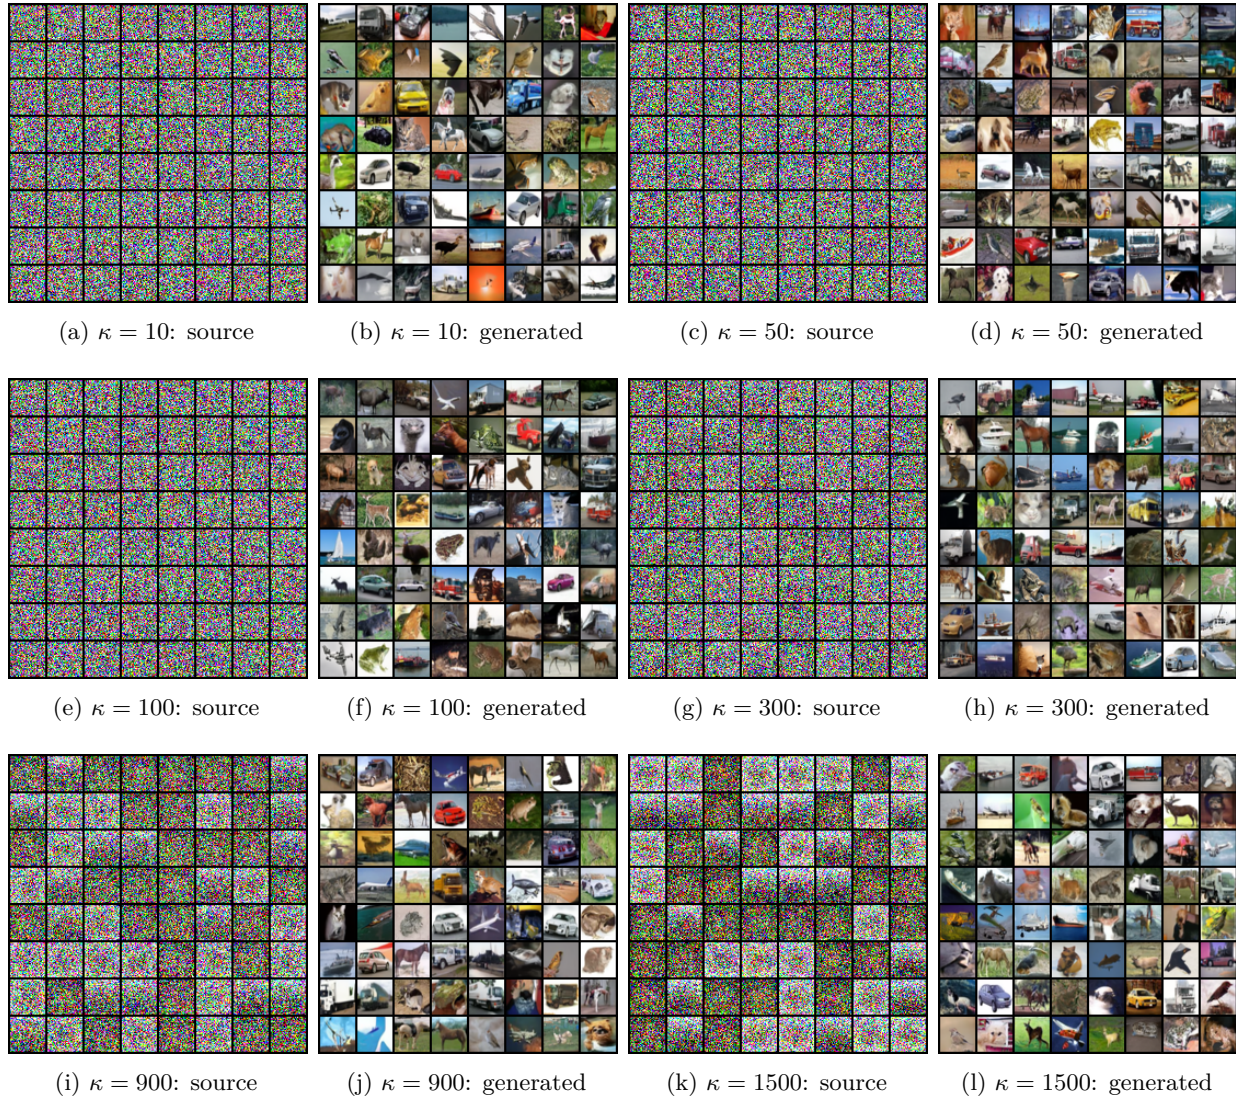 (a) κ = 10: source
(b) κ = 10: generated
(c) κ = 50: source
(d) κ = 50: generated
(e) κ = 100: source
(f) κ = 100: generated
(g) κ = 300: source
(h) κ = 300: generated
(i) κ = 900: source
(j) κ = 900: generated
(k) κ = 1500: source
(l) κ = 1500: generated